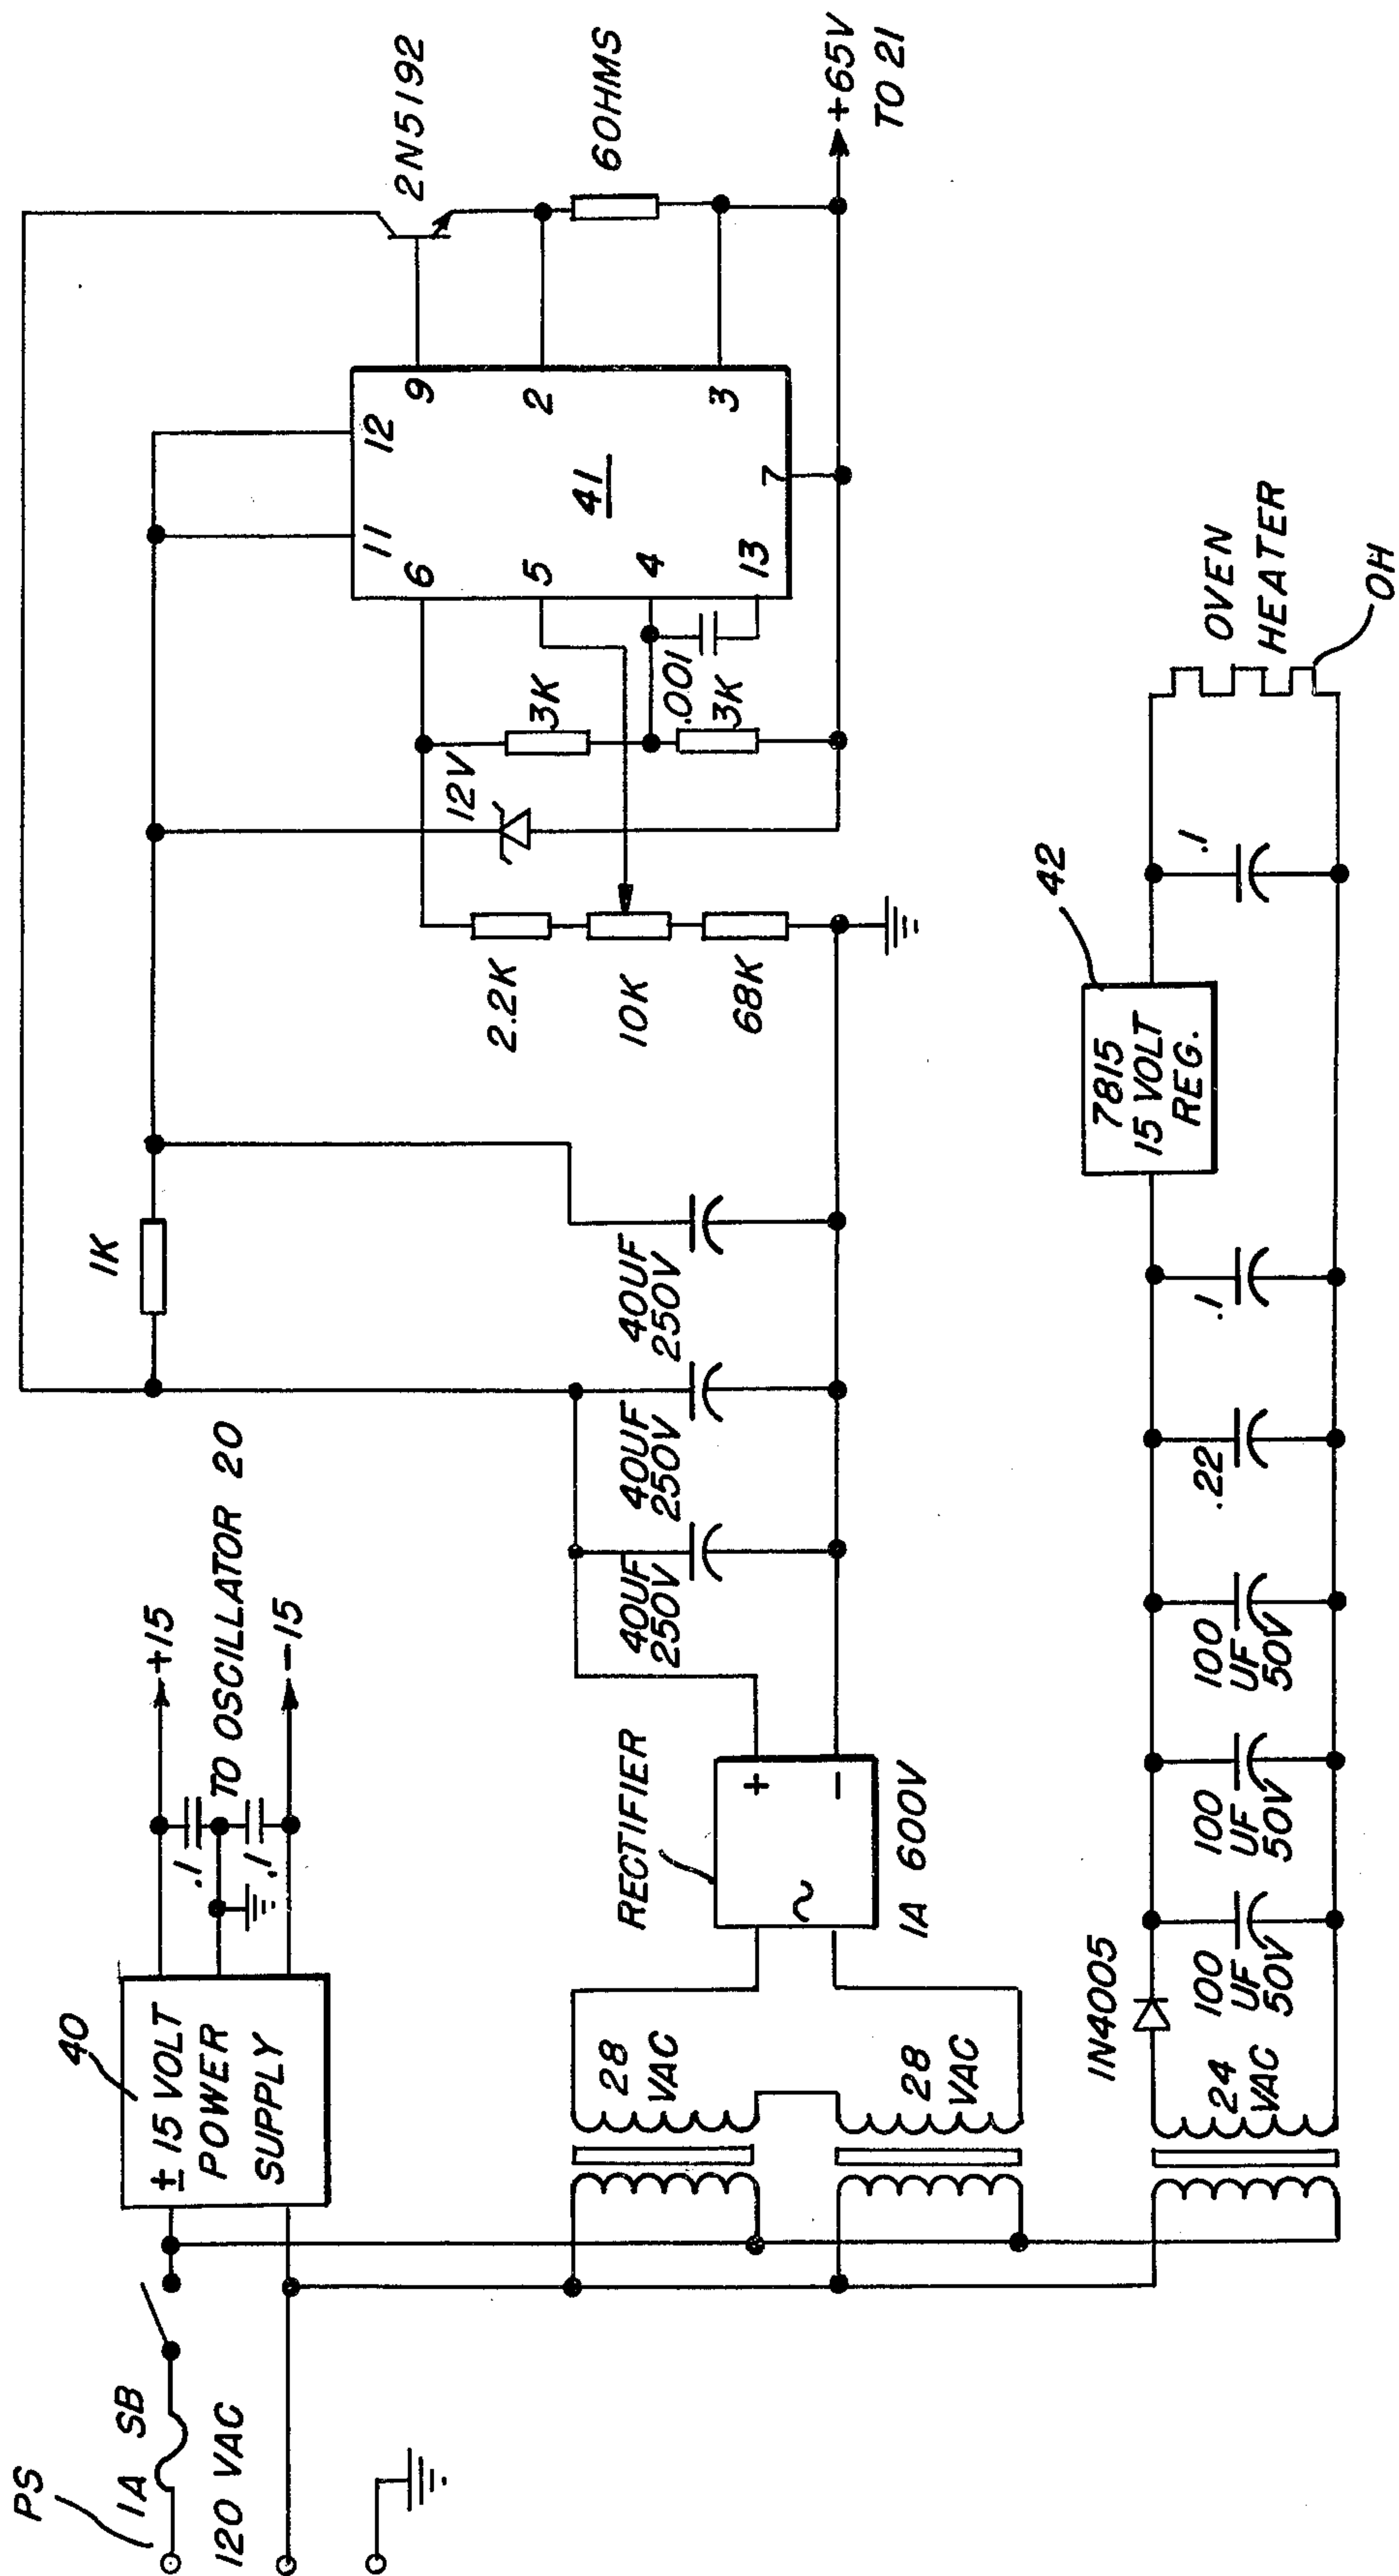 PS
1A SB
120 VAC
40
± 15 VOLT
POWER
SUPPLY
+15
.1
TO OSCILLATOR 20
.1
-15
1K
28
VAC
28
VAC
RECTIFIER
~
+
-
1A 600V
40UF
250V
40UF
250V
40UF
250V
2.2K
10K
68K
12V
3K
.001
3K
6
5
4
13
11
12
41
7
9
2
3
2N5192
6OHMS
+65V
TO 21
24
VAC
1N4005
100
UF
50V
100
UF
50V
100
UF
50V
.22
.1
42
7815
15 VOLT
REG.
.1
OVEN
HEATER
OH